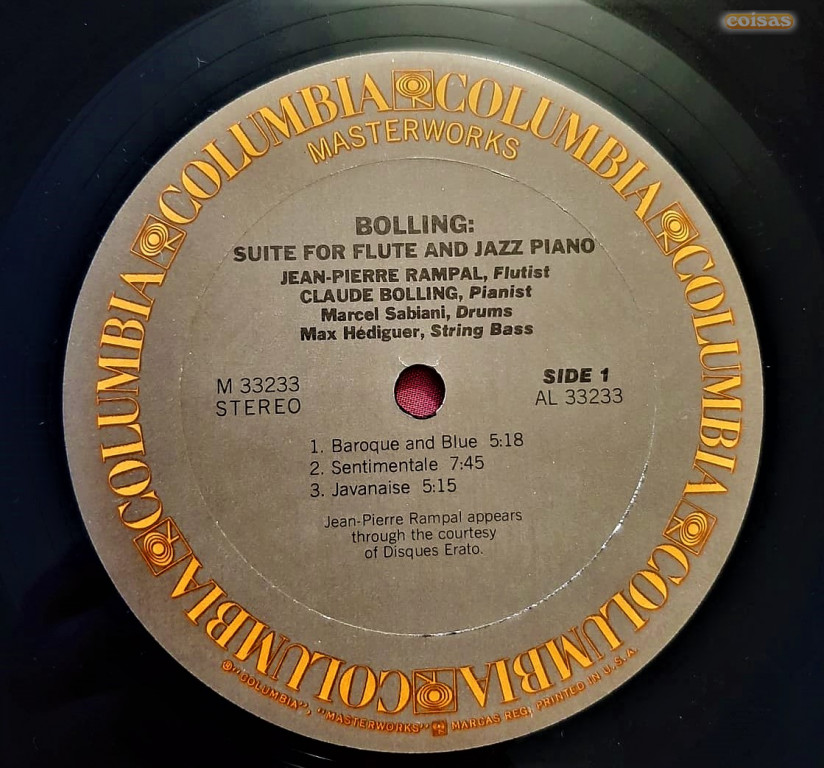 coisas
COLUMBIA COLUMBIA COLUMBIA COLUMBIA COLUMBIA COLUMBIA COLUMBIA COLUMBIA
MASTERWORKS
BOLLING:
SUITE FOR FLUTE AND JAZZ PIANO
JEAN-PIERRE RAMPAL, Flutist
CLAUDE BOLLING, Pianist
Marcel Sabiani, Drums
Max Hédiguer, String Bass
M 33233
STEREO
SIDE 1
AL 33233
1. Baroque and Blue 5:18
2. Sentimentale 7:45
3. Javanaise 5:15
Jean-Pierre Rampal appears
through the courtesy
of Disques Erato.
®"COLUMBIA", "MASTERWORKS" MARCAS REG. PRINTED IN U.S.A.